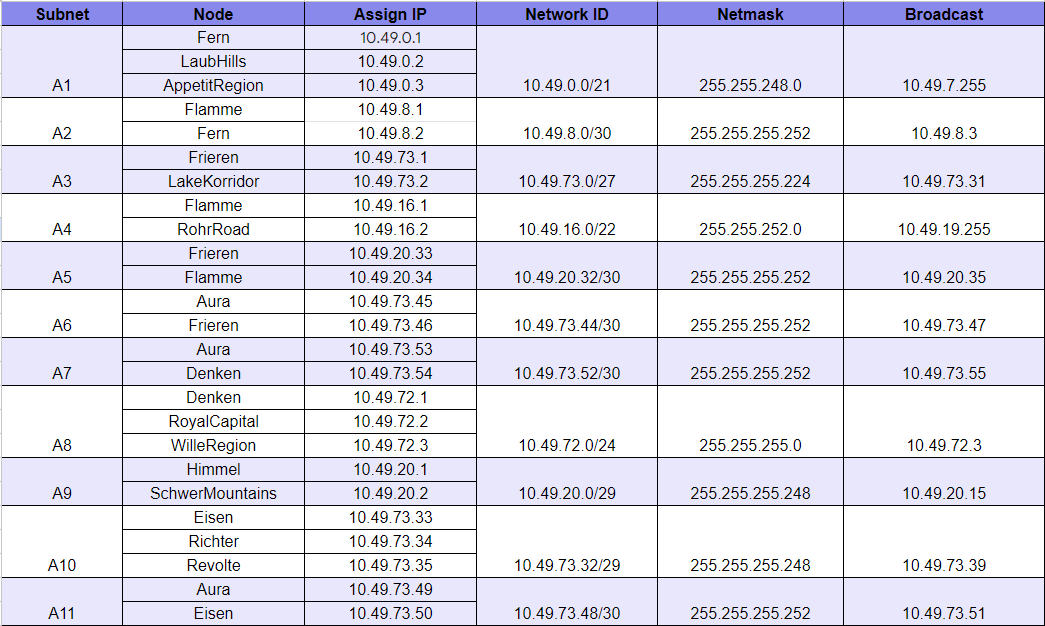 Subnet Node Assign IP Network ID Netmask Broadcast
Fern 10.49.0.1
LaubHills 10.49.0.2
A1 AppetitRegion 10.49.0.3 10.49.0.0/21 255.255.248.0 10.49.7.255
Flamme 10.49.8.1
A2 Fern 10.49.8.2 10.49.8.0/30 255.255.255.252 10.49.8.3
Frieren 10.49.73.1
A3 LakeKorridor 10.49.73.2 10.49.73.0/27 255.255.255.224 10.49.73.31
Flamme 10.49.16.1
A4 RohrRoad 10.49.16.2 10.49.16.0/22 255.255.252.0 10.49.19.255
Frieren 10.49.20.33
A5 Flamme 10.49.20.34 10.49.20.32/30 255.255.255.252 10.49.20.35
Aura 10.49.73.45
A6 Frieren 10.49.73.46 10.49.73.44/30 255.255.255.252 10.49.73.47
Aura 10.49.73.53
A7 Denken 10.49.73.54 10.49.73.52/30 255.255.255.252 10.49.73.55
Denken 10.49.72.1
RoyalCapital 10.49.72.2
A8 WilleRegion 10.49.72.3 10.49.72.0/24 255.255.255.0 10.49.72.3
Himmel 10.49.20.1
A9 SchwerMountains 10.49.20.2 10.49.20.0/29 255.255.255.248 10.49.20.15
Eisen 10.49.73.33
Richter 10.49.73.34
A10 Revolte 10.49.73.35 10.49.73.32/29 255.255.255.248 10.49.73.39
Aura 10.49.73.49
A11 Eisen 10.49.73.50 10.49.73.48/30 255.255.255.252 10.49.73.51